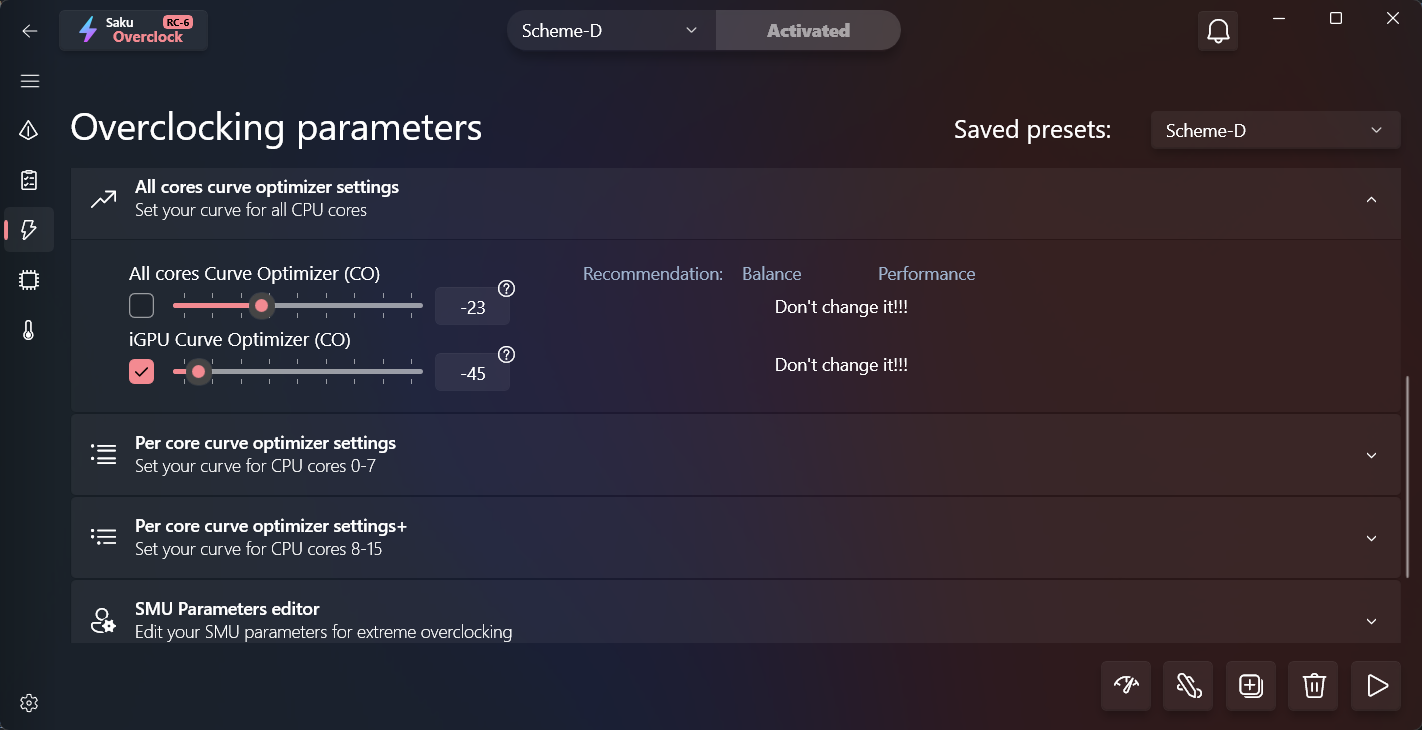 Saku RC-6
Overclock
Scheme-D
Activated
Overclocking parameters
Saved presets:
Scheme-D
All cores curve optimizer settings
Set your curve for all CPU cores
All cores Curve Optimizer (CO)
Recommendation: Balance Performance
-23
Don't change it!!!
iGPU Curve Optimizer (CO)
-45
Don't change it!!!
Per core curve optimizer settings
Set your curve for CPU cores 0-7
Per core curve optimizer settings+
Set your curve for CPU cores 8-15
SMU Parameters editor
Edit your SMU parameters for extreme overclocking